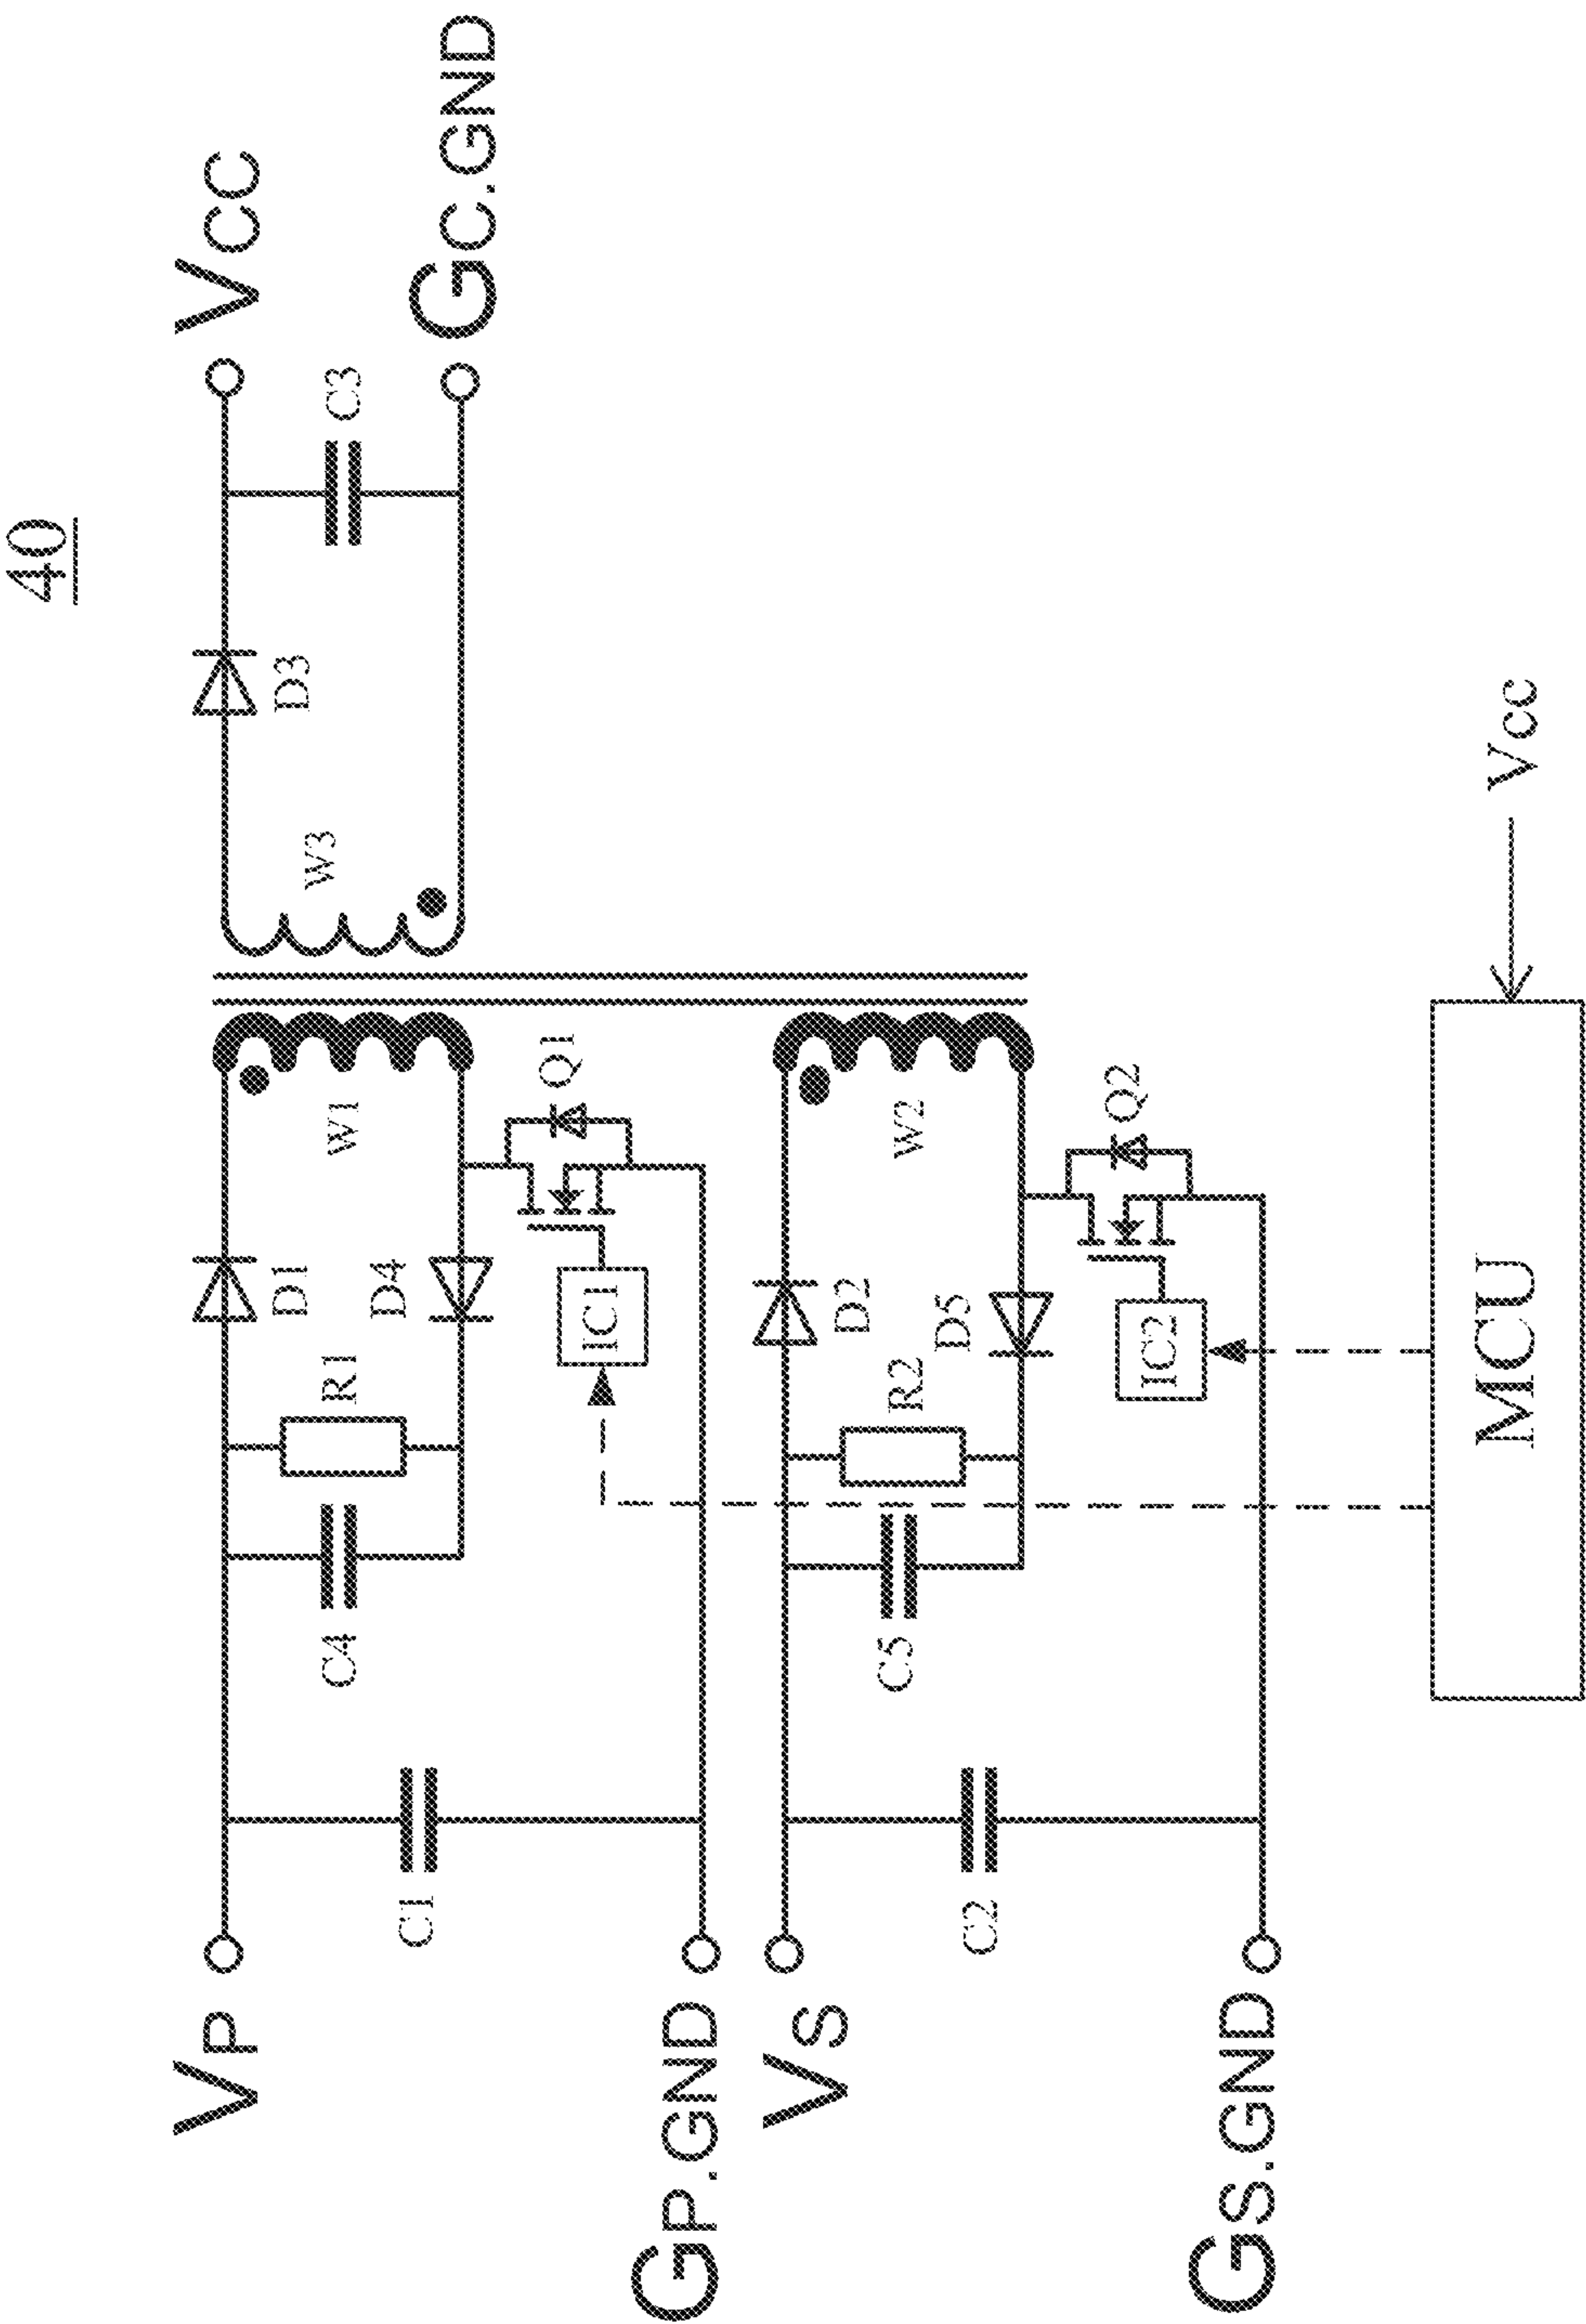 40
VP
C1
C4
R1
D1
D4
W1
W3
D3
C3
VCC
GC.GND
Q1
IC1
GP.GND
VS
C2
C5
R2
D2
D5
W2
Q2
IC2
GS.GND
MCU
Vcc